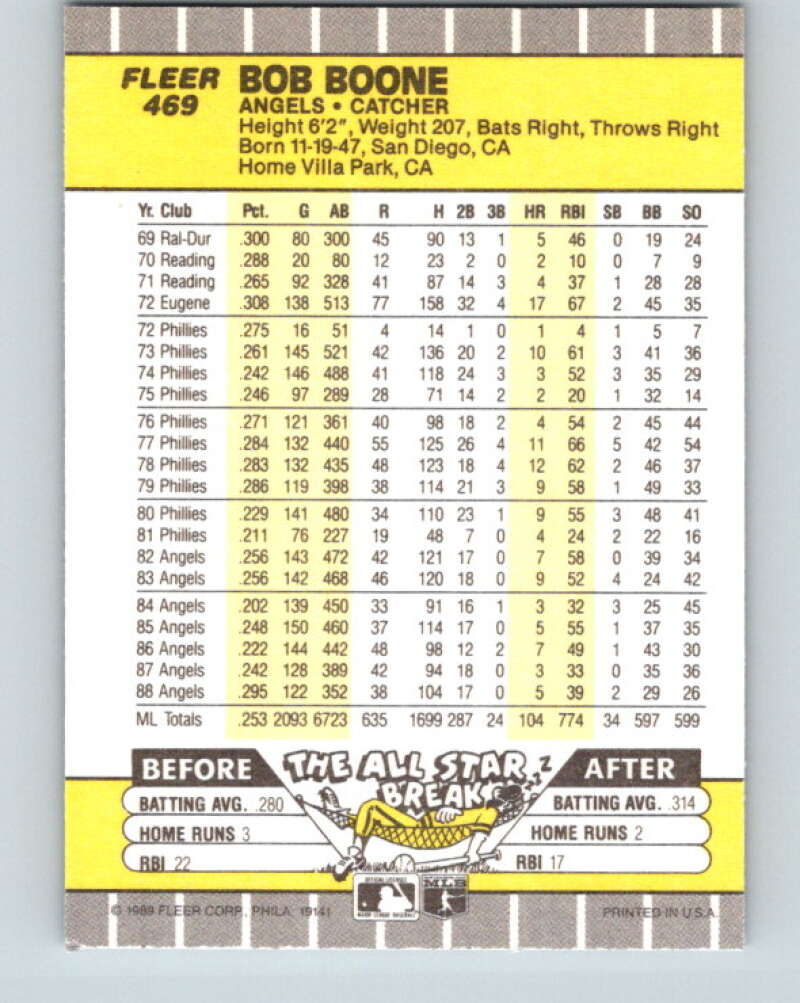 FLEER BOB BOONE
469 ANGELS • CATCHER
Height 6'2", Weight 207, Bats Right, Throws Right
Born 11-19-47, San Diego, CA
Home Villa Park, CA
Yr. Club Pct. G AB R H 2B 3B HR RBI SB BB SO
69 Ral-Dur .300 80 300 45 90 13 1 5 46 0 19 24
70 Reading .288 20 80 12 23 2 0 2 10 0 7 9
71 Reading .265 92 328 41 87 14 3 4 37 1 28 28
72 Eugene .308 138 513 77 158 32 4 17 67 2 45 35
72 Phillies .275 16 51 4 14 1 0 1 4 1 5 7
73 Phillies .261 145 521 42 136 20 2 10 61 3 41 36
74 Phillies .242 146 488 41 118 24 3 3 52 3 35 29
75 Phillies .246 97 289 28 71 14 2 2 20 1 32 14
76 Phillies .271 121 361 40 98 18 2 4 54 2 45 44
77 Phillies .284 132 440 55 125 26 4 11 66 5 42 54
78 Phillies .283 132 435 48 123 18 4 12 62 2 46 37
79 Phillies .286 119 398 38 114 21 3 9 58 1 49 33
80 Phillies .229 141 480 34 110 23 1 9 55 3 48 41
81 Phillies .211 76 227 19 48 7 0 4 24 2 22 16
82 Angels .256 143 472 42 121 17 0 7 58 0 39 34
83 Angels .256 142 468 46 120 18 0 9 52 4 24 42
84 Angels .202 139 450 33 91 16 1 3 32 3 25 45
85 Angels .248 150 460 37 114 17 0 5 55 1 37 35
86 Angels .222 144 442 48 98 12 2 7 49 1 43 30
87 Angels .242 128 389 42 94 18 0 3 33 0 35 36
88 Angels .295 122 352 38 104 17 0 5 39 2 29 26
ML Totals .253 2093 6723 635 1699 287 24 104 774 34 597 599
BEFORE THE ALL STAR BREAK ZZZ AFTER
BATTING AVG. .280 BATTING AVG. .314
HOME RUNS 3 HOME RUNS 2
RBI 22 RBI 17
© 1989 FLEER CORP., PHILA. 19141 MLB PRINTED IN U.S.A.